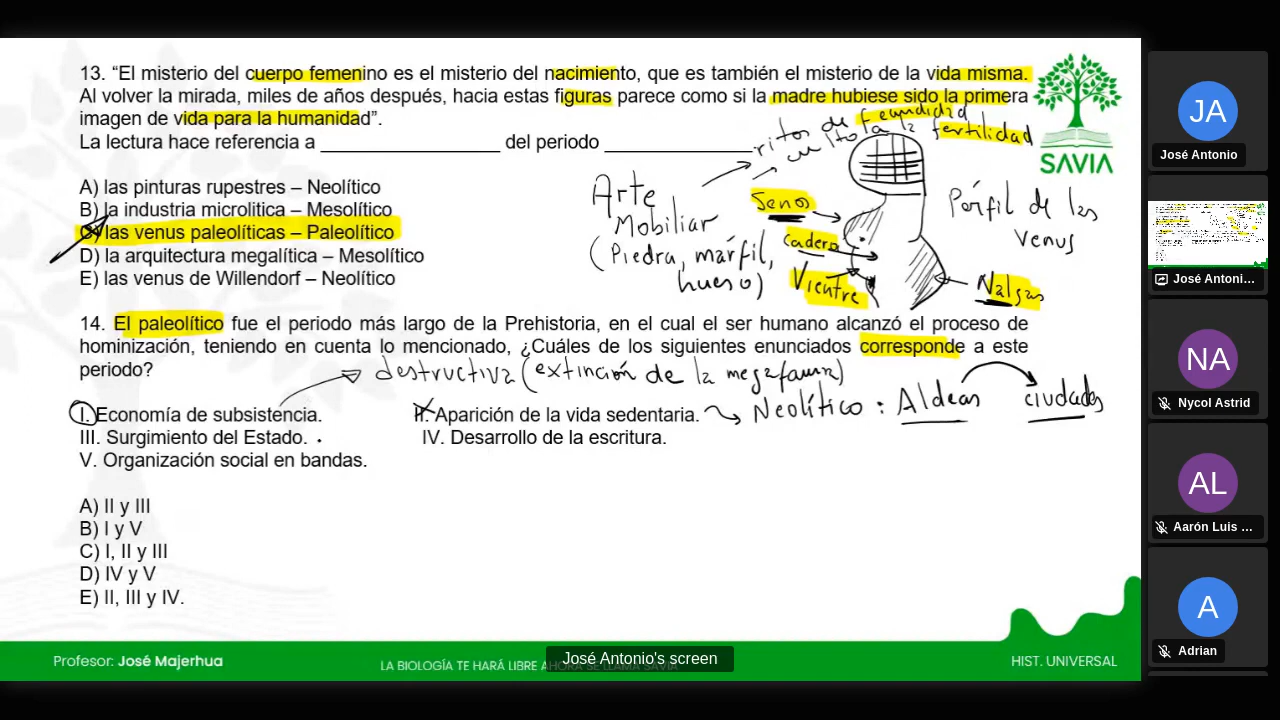 13. “El misterio del cuerpo femenino es el misterio del nacimiento, que es también el misterio de la vida misma.
Al volver la mirada, miles de años después, hacia estas figuras parece como si la madre hubiese sido la primera
imagen de vida para la humanidad”.
La lectura hace referencia a ____________________ del periodo ________________.
ritos de fecundidad
culto a la fertilidad
SAVIA
A) las pinturas rupestres – Neolítico
B) la industria microlitica – Mesolítico
C) las venus paleolíticas – Paleolítico
D) la arquitectura megalítica – Mesolítico
E) las venus de Willendorf – Neolítico
Arte
Mobiliar
(Piedra, márfil,
hueso)
Senos
cadera
Vientre
Nalgas
Pérfil de las
venus
14. El paleolítico fue el periodo más largo de la Prehistoria, en el cual el ser humano alcanzó el proceso de
hominización, teniendo en cuenta lo mencionado, ¿Cuáles de los siguientes enunciados corresponde a este
periodo?
destructiva (extinción de la megafauna)
I. Economía de subsistencia. II. Aparición de la vida sedentaria.
Neolítico : Aldeas ciudades
III. Surgimiento del Estado. IV. Desarrollo de la escritura.
V. Organización social en bandas.
A) II y III
B) I y V
C) I, II y III
D) IV y V
E) II, III y IV.
Profesor: José Majerhua
LA BIOLOGÍA TE HARÁ LIBRE AHORA SE LLAMA SAVIA
José Antonio's screen
HIST. UNIVERSAL
JA
José Antonio
José Antoni...
NA
Nycol Astrid
AL
Aarón Luis ...
A
Adrian